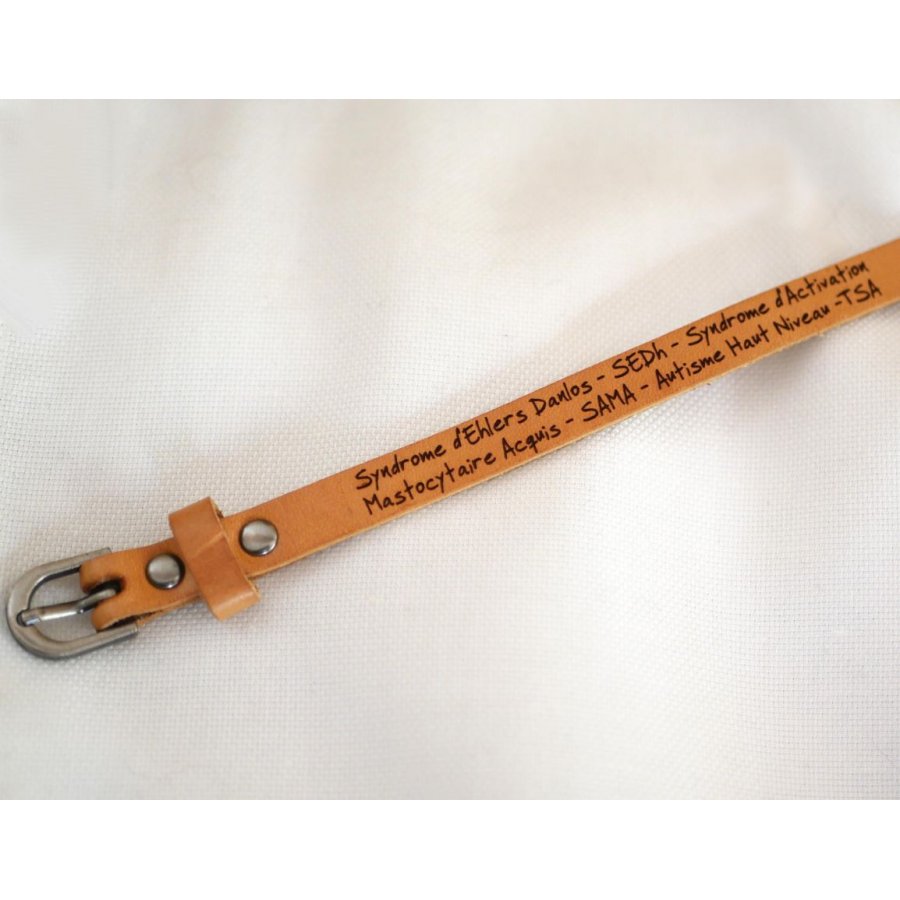 Syndrome d'Ehlers Danlos - SEDh - Syndrome d'Activation
Mastocytaire Acquis - SAMA - Autisme Haut Niveau -TSA